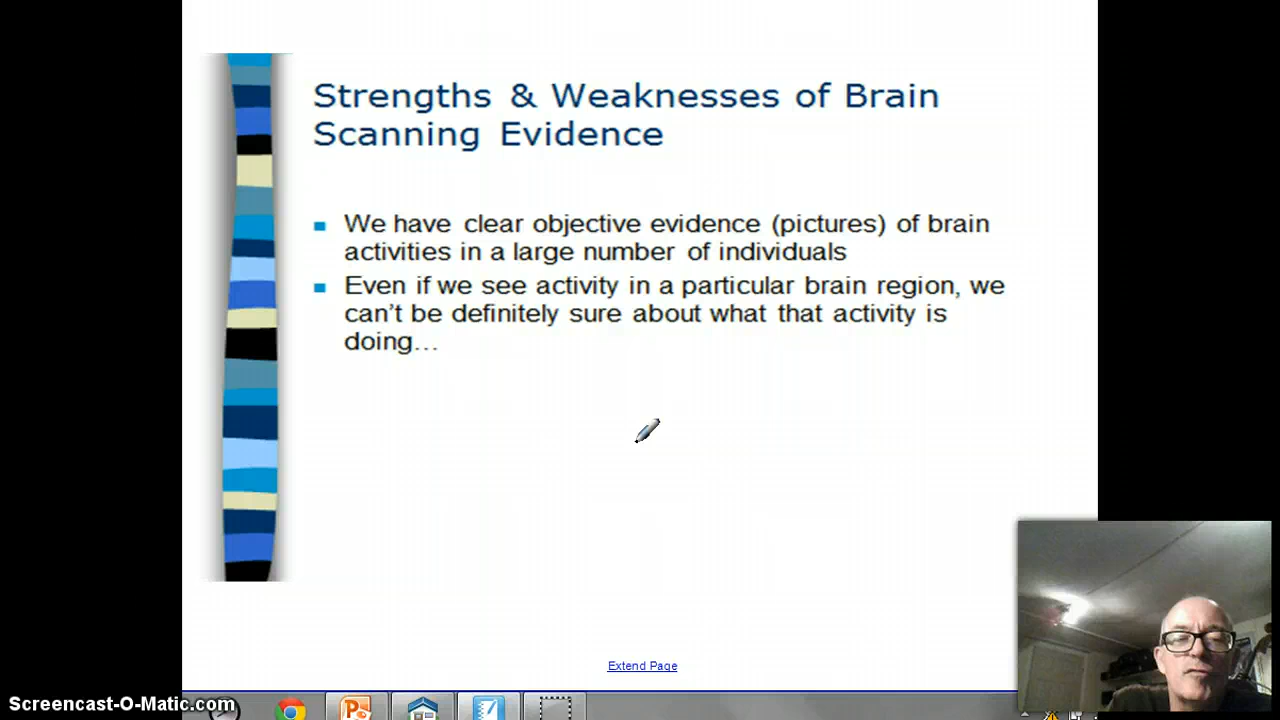 Strengths & Weaknesses of Brain
Scanning Evidence
We have clear objective evidence (pictures) of brain
activities in a large number of individuals
Even if we see activity in a particular brain region, we
can't be definitely sure about what that activity is
doing...
Extend Page
Screencast-O-Matic.com